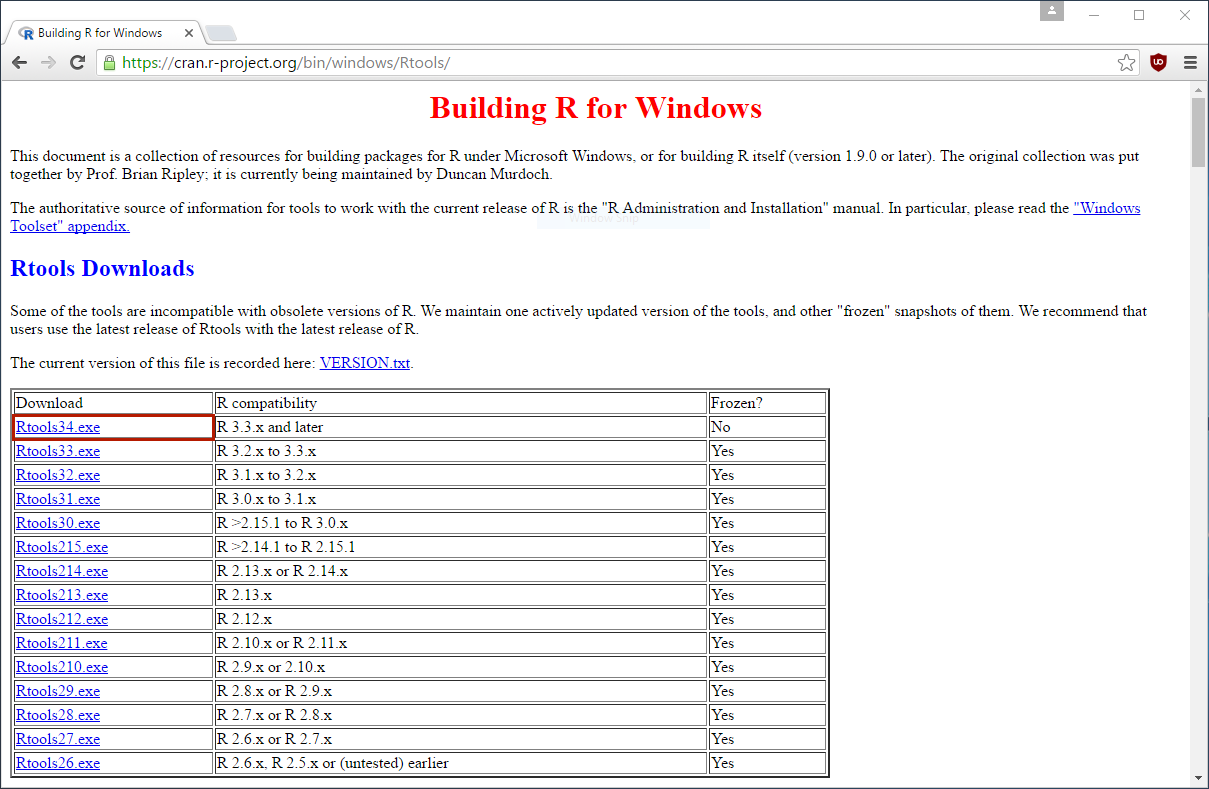 Building R for Windows
https://cran.r-project.org/bin/windows/Rtools/
Building R for Windows
This document is a collection of resources for building packages for R under Microsoft Windows, or for building R itself (version 1.9.0 or later). The original collection was put
together by Prof. Brian Ripley; it is currently being maintained by Duncan Murdoch.
The authoritative source of information for tools to work with the current release of R is the "R Administration and Installation" manual. In particular, please read the "Windows
Toolset" appendix.
Rtools Downloads
Some of the tools are incompatible with obsolete versions of R. We maintain one actively updated version of the tools, and other "frozen" snapshots of them. We recommend that
users use the latest release of Rtools with the latest release of R.
The current version of this file is recorded here: VERSION.txt.
Download R compatibility Frozen?
Rtools34.exe R 3.3.x and later No
Rtools33.exe R 3.2.x to 3.3.x Yes
Rtools32.exe R 3.1.x to 3.2.x Yes
Rtools31.exe R 3.0.x to 3.1.x Yes
Rtools30.exe R >2.15.1 to R 3.0.x Yes
Rtools215.exe R >2.14.1 to R 2.15.1 Yes
Rtools214.exe R 2.13.x or R 2.14.x Yes
Rtools213.exe R 2.13.x Yes
Rtools212.exe R 2.12.x Yes
Rtools211.exe R 2.10.x or R 2.11.x Yes
Rtools210.exe R 2.9.x or 2.10.x Yes
Rtools29.exe R 2.8.x or R 2.9.x Yes
Rtools28.exe R 2.7.x or R 2.8.x Yes
Rtools27.exe R 2.6.x or R 2.7.x Yes
Rtools26.exe R 2.6.x, R 2.5.x or (untested) earlier Yes